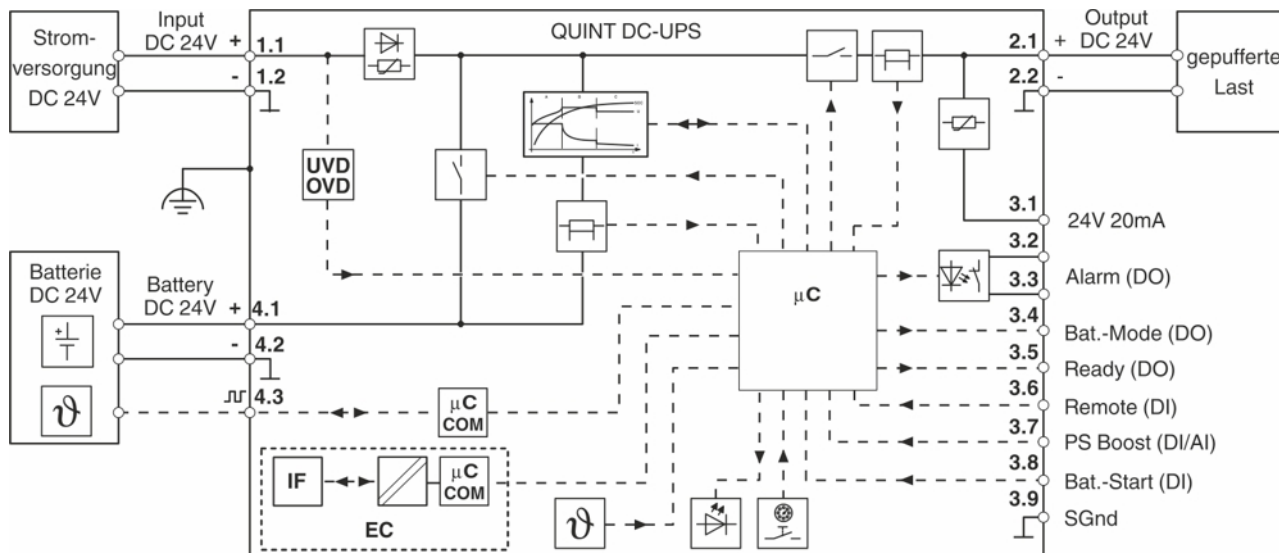 Strom-
versorgung
DC 24V
Input
DC 24V
+
1.1
-
1.2
QUINT DC-UPS
2.1
+
2.2
-
Output
DC 24V
gepufferte
Last
UVD
OVD
Batterie
DC 24V
+
ϑ
Battery
DC 24V
+
4.1
-
4.2
4.3
µC
COM
IF
µC
COM
EC
ϑ
µC
3.1
24V 20mA
3.2
3.3
Alarm (DO)
3.4
Bat.-Mode (DO)
3.5
Ready (DO)
3.6
Remote (DI)
3.7
PS Boost (DI/AI)
3.8
Bat.-Start (DI)
3.9
SGnd